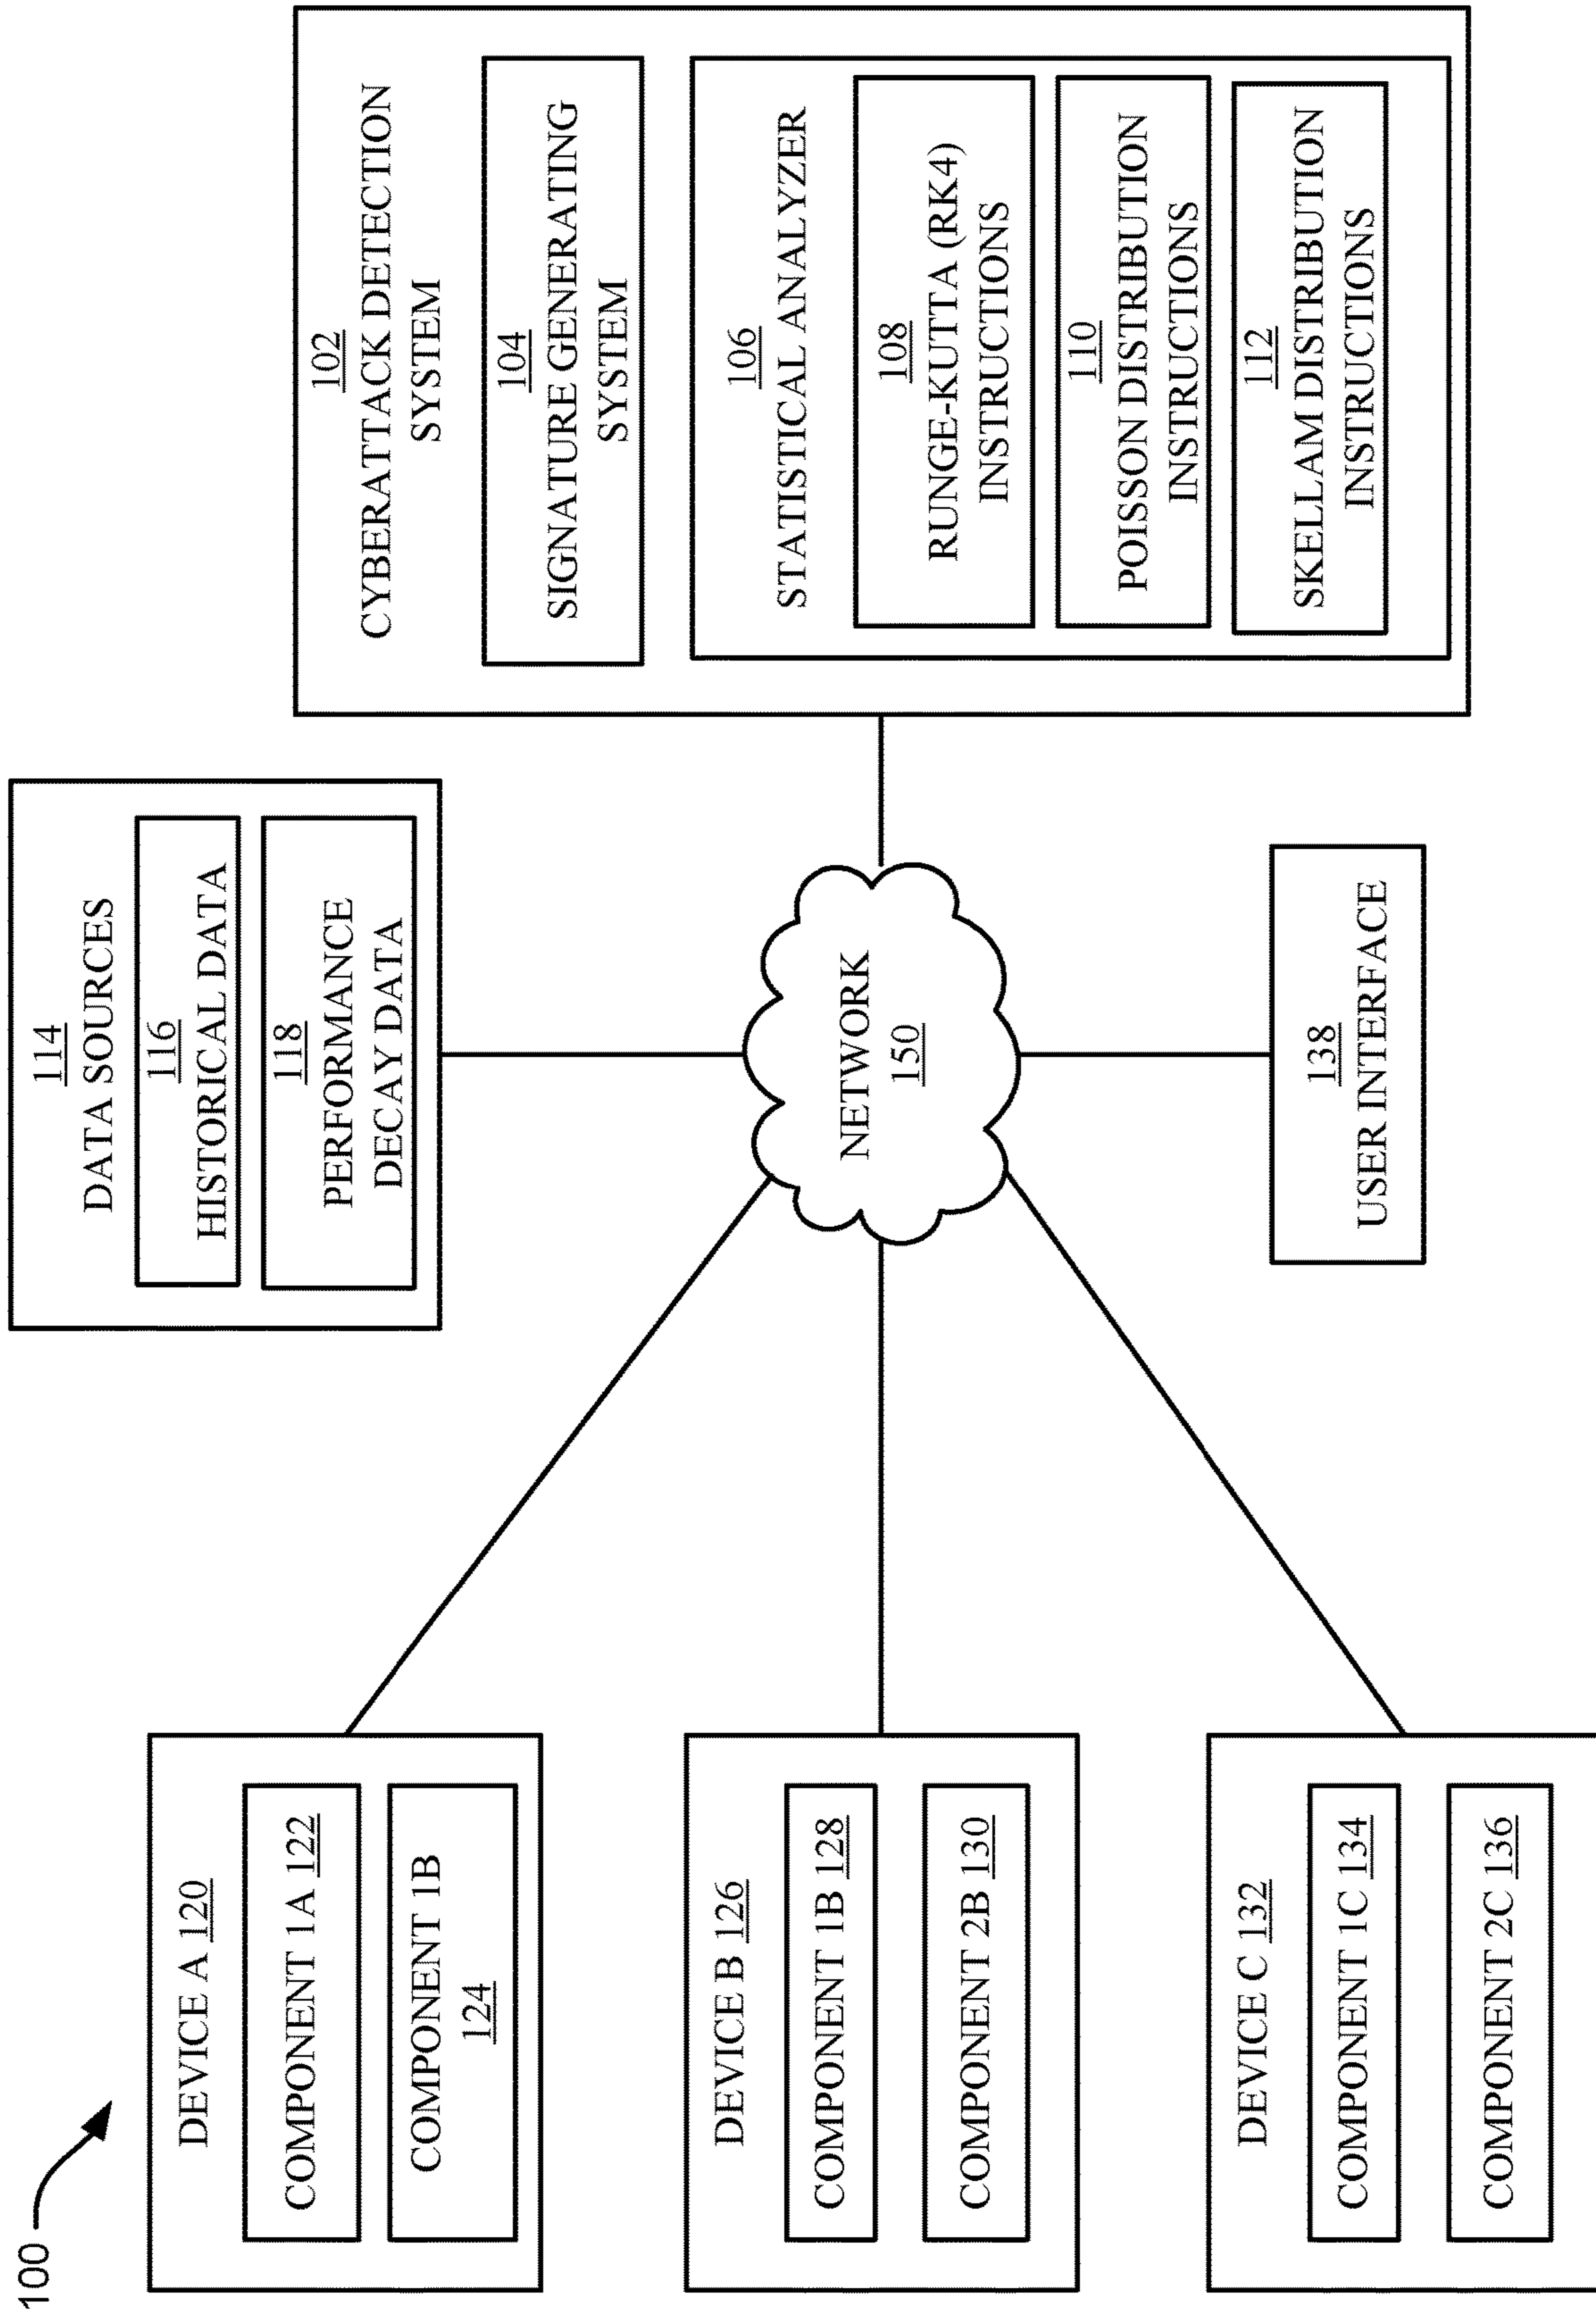 100
DEVICE A 120
COMPONENT 1A 122
COMPONENT 1B
124
DEVICE B 126
COMPONENT 1B 128
COMPONENT 2B 130
DEVICE C 132
COMPONENT 1C 134
COMPONENT 2C 136
114
DATA SOURCES
116
HISTORICAL DATA
118
PERFORMANCE
DECAY DATA
NETWORK
150
138
USER INTERFACE
102
CYBERATTACK DETECTION
SYSTEM
104
SIGNATURE GENERATING
SYSTEM
106
STATISTICAL ANALYZER
108
RUNGE-KUTTA (RK4)
INSTRUCTIONS
110
POISSON DISTRIBUTION
INSTRUCTIONS
112
SKELLAM DISTRIBUTION
INSTRUCTIONS